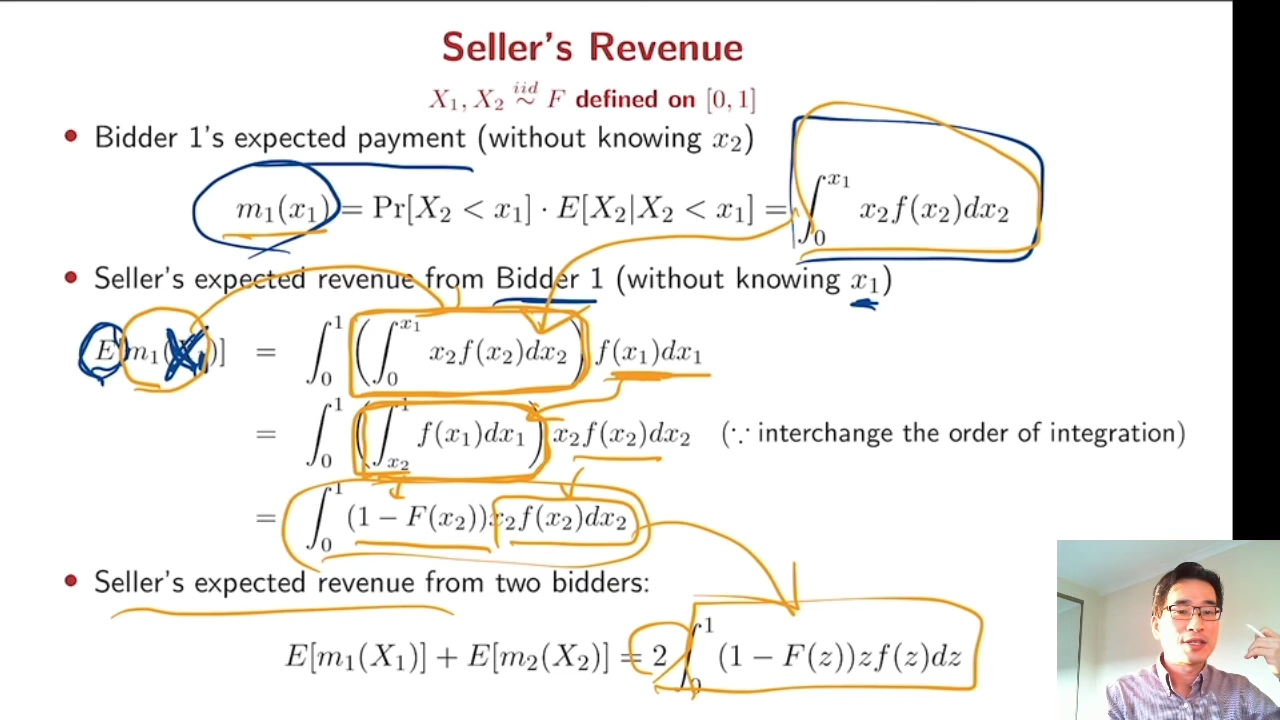 Seller's Revenue
X₁, X₂ iid ~ F defined on [0, 1]
• Bidder 1's expected payment (without knowing x₂)
m₁(x₁) = Pr[X₂ < x₁] · E[X₂|X₂ < x₁] = ∫₀^{x₁} x₂f(x₂)dx₂
• Seller's expected revenue from Bidder 1 (without knowing x₁)
E[m₁(X₁)] = ∫₀¹ (∫₀^{x₁} x₂f(x₂)dx₂) f(x₁)dx₁
= ∫₀¹ (∫_{x₂}¹ f(x₁)dx₁) x₂f(x₂)dx₂ (∵ interchange the order of integration)
= ∫₀¹ (1 − F(x₂))x₂f(x₂)dx₂
• Seller's expected revenue from two bidders:
E[m₁(X₁)] + E[m₂(X₂)] = 2 ∫₀¹ (1 − F(z))zf(z)dz